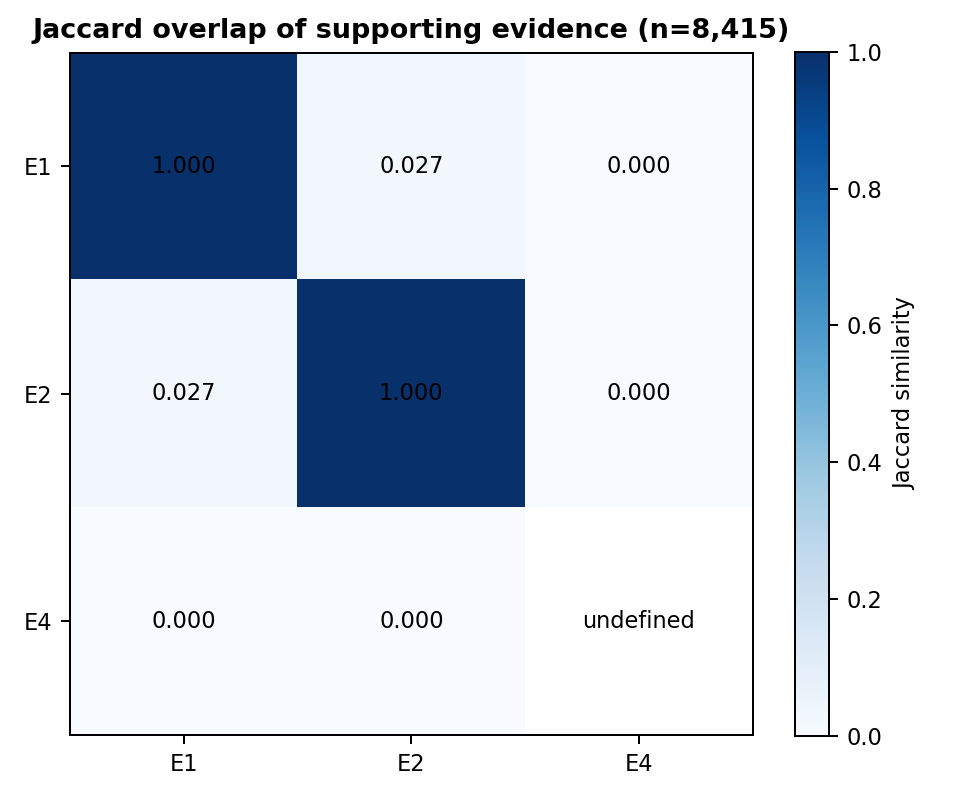 Jaccard overlap of supporting evidence (n=8,415)
E1
1.000
0.027
0.000
E2
0.027
1.000
0.000
E4
0.000
0.000
undefined
E1
E2
E4
1.0
0.8
0.6
0.4
0.2
0.0
Jaccard similarity